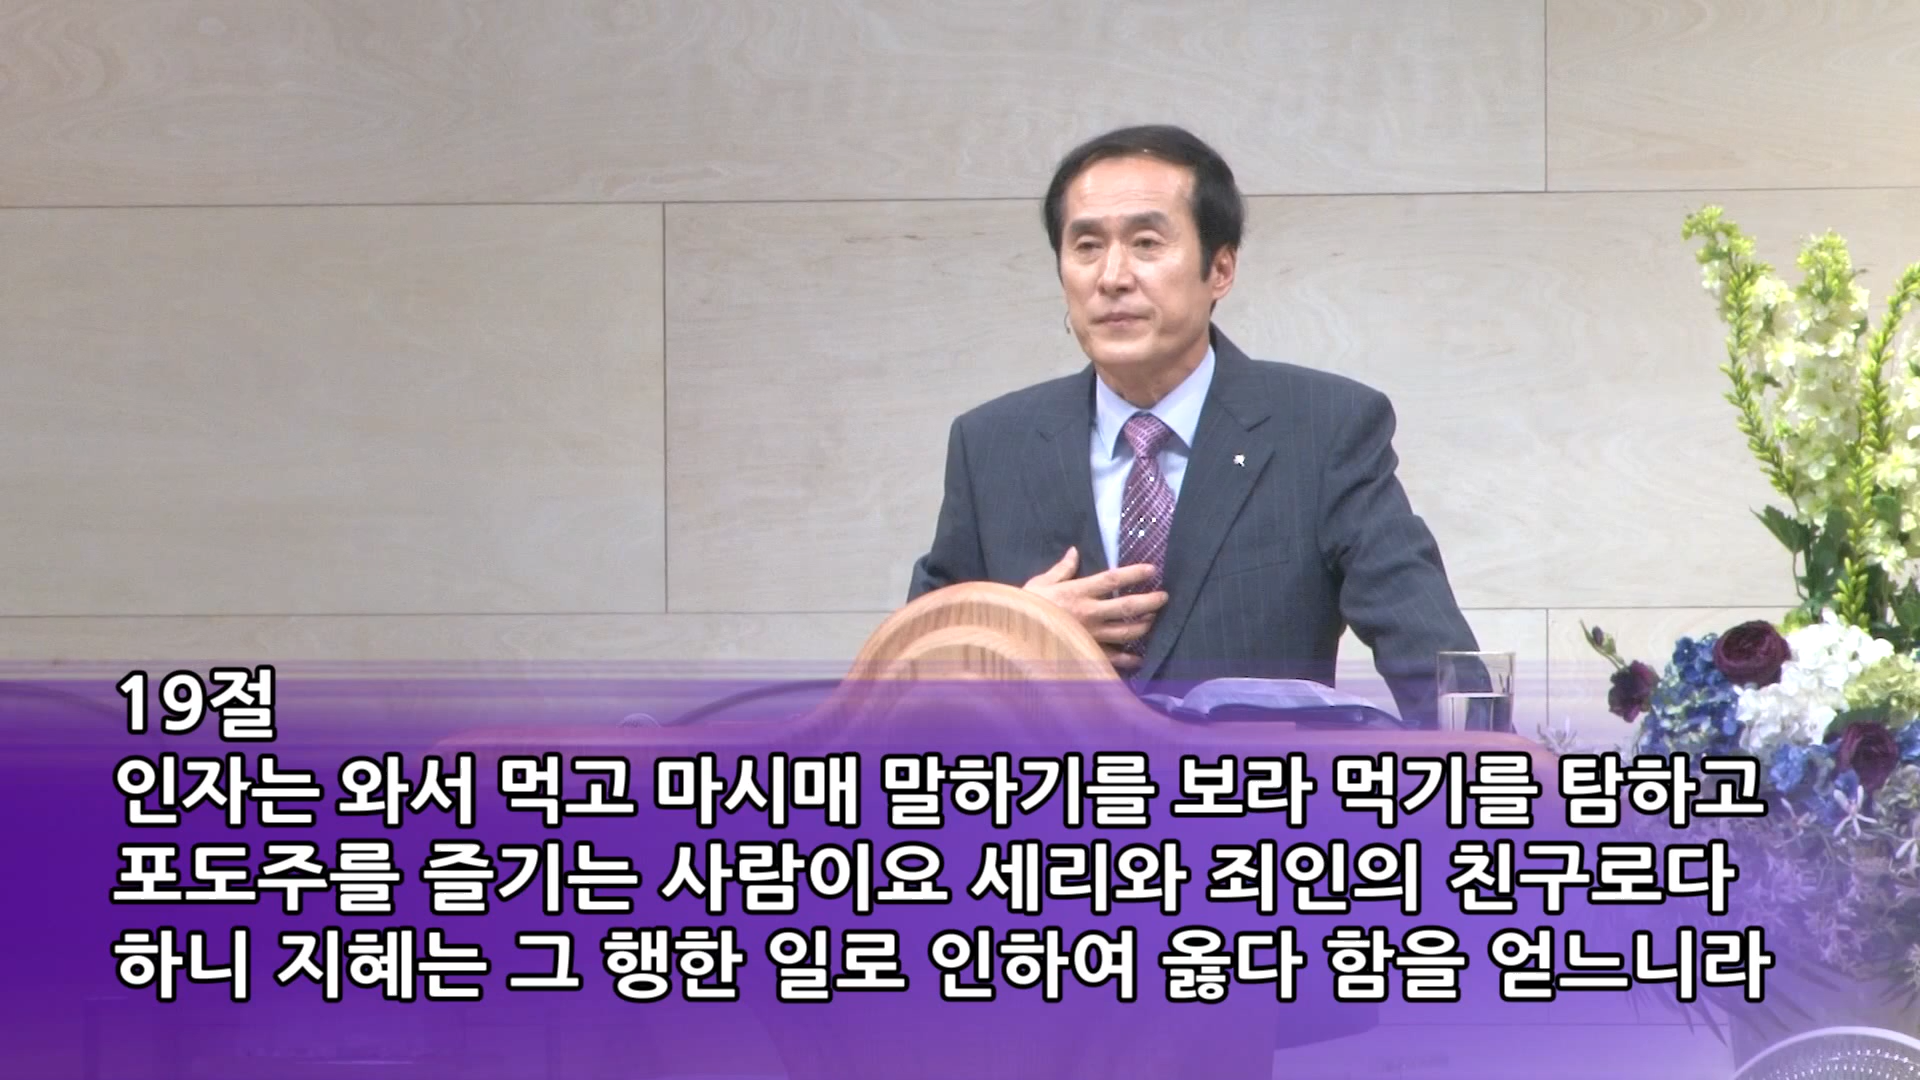 19절
인자는 와서 먹고 마시매 말하기를 보라 먹기를 탐하고
포도주를 즐기는 사람이요 세리와 죄인의 친구로다
하니 지혜는 그 행한 일로 인하여 옳다 함을 얻느니라